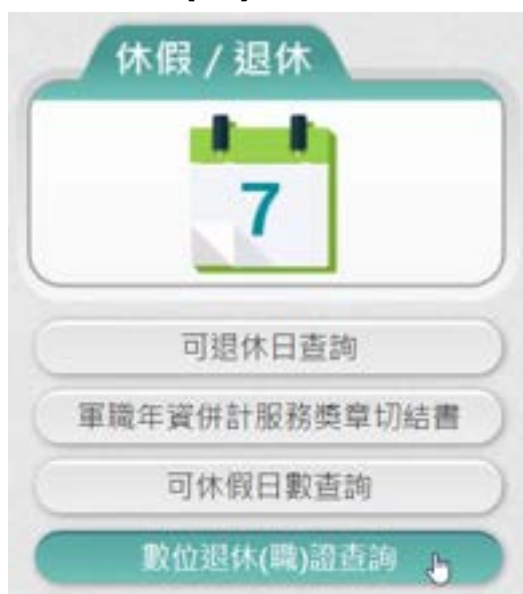 休假 / 退休
7
可退休日查詢
軍職年資併計服務獎章切結書
可休假日數查詢
數位退休(職)證查詢